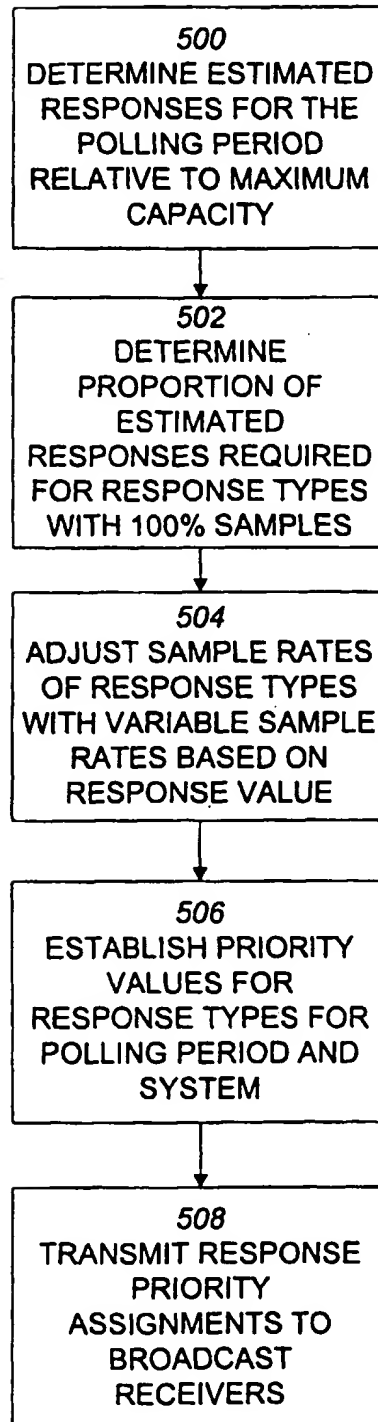 500
DETERMINE ESTIMATED
RESPONSES FOR THE
POLLING PERIOD
RELATIVE TO MAXIMUM
CAPACITY
502
DETERMINE
PROPORTION OF
ESTIMATED
RESPONSES REQUIRED
FOR RESPONSE TYPES
WITH 100% SAMPLES
504
ADJUST SAMPLE RATES
OF RESPONSE TYPES
WITH VARIABLE SAMPLE
RATES BASED ON
RESPONSE VALUE
506
ESTABLISH PRIORITY
VALUES FOR
RESPONSE TYPES FOR
POLLING PERIOD AND
SYSTEM
508
TRANSMIT RESPONSE
PRIORITY
ASSIGNMENTS TO
BROADCAST
RECEIVERS